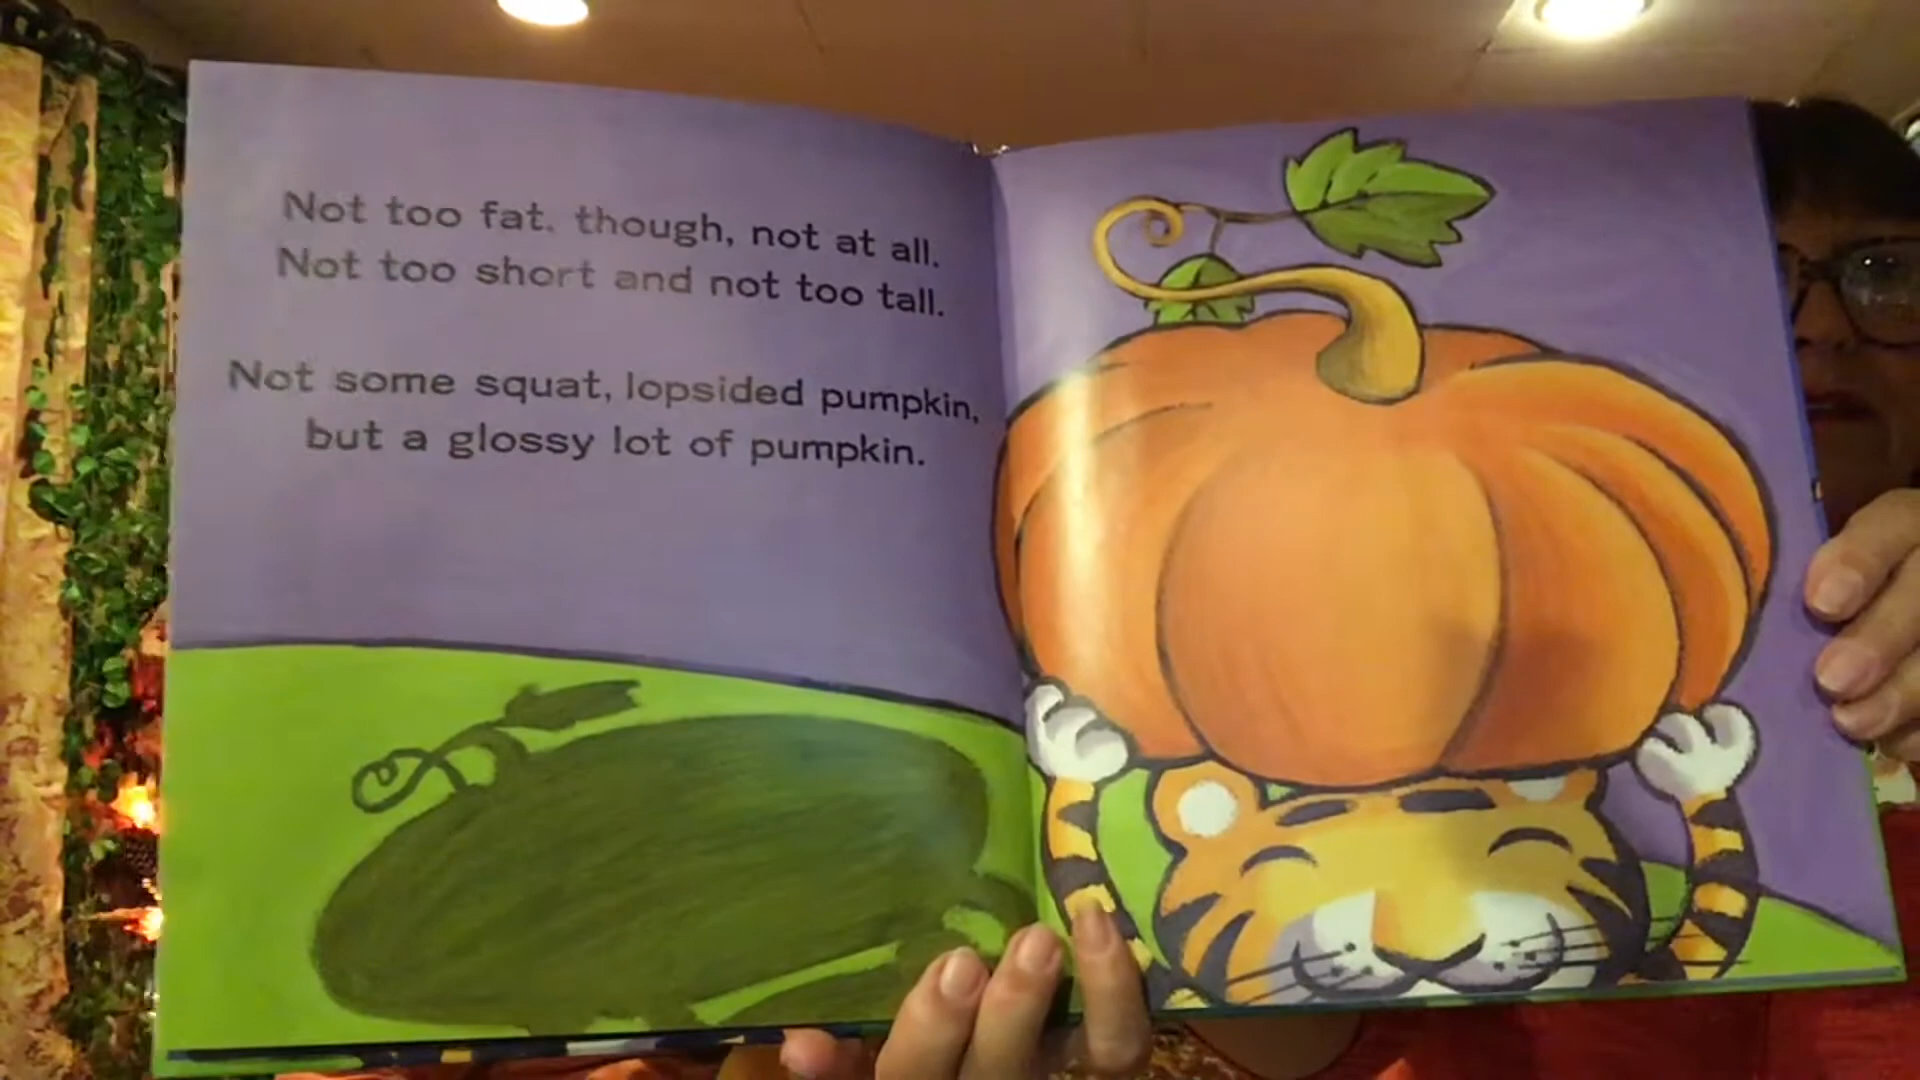 Not too fat, though, not at all.
Not too short and not too tall.
Not some squat, lopsided pumpkin,
but a glossy lot of pumpkin.